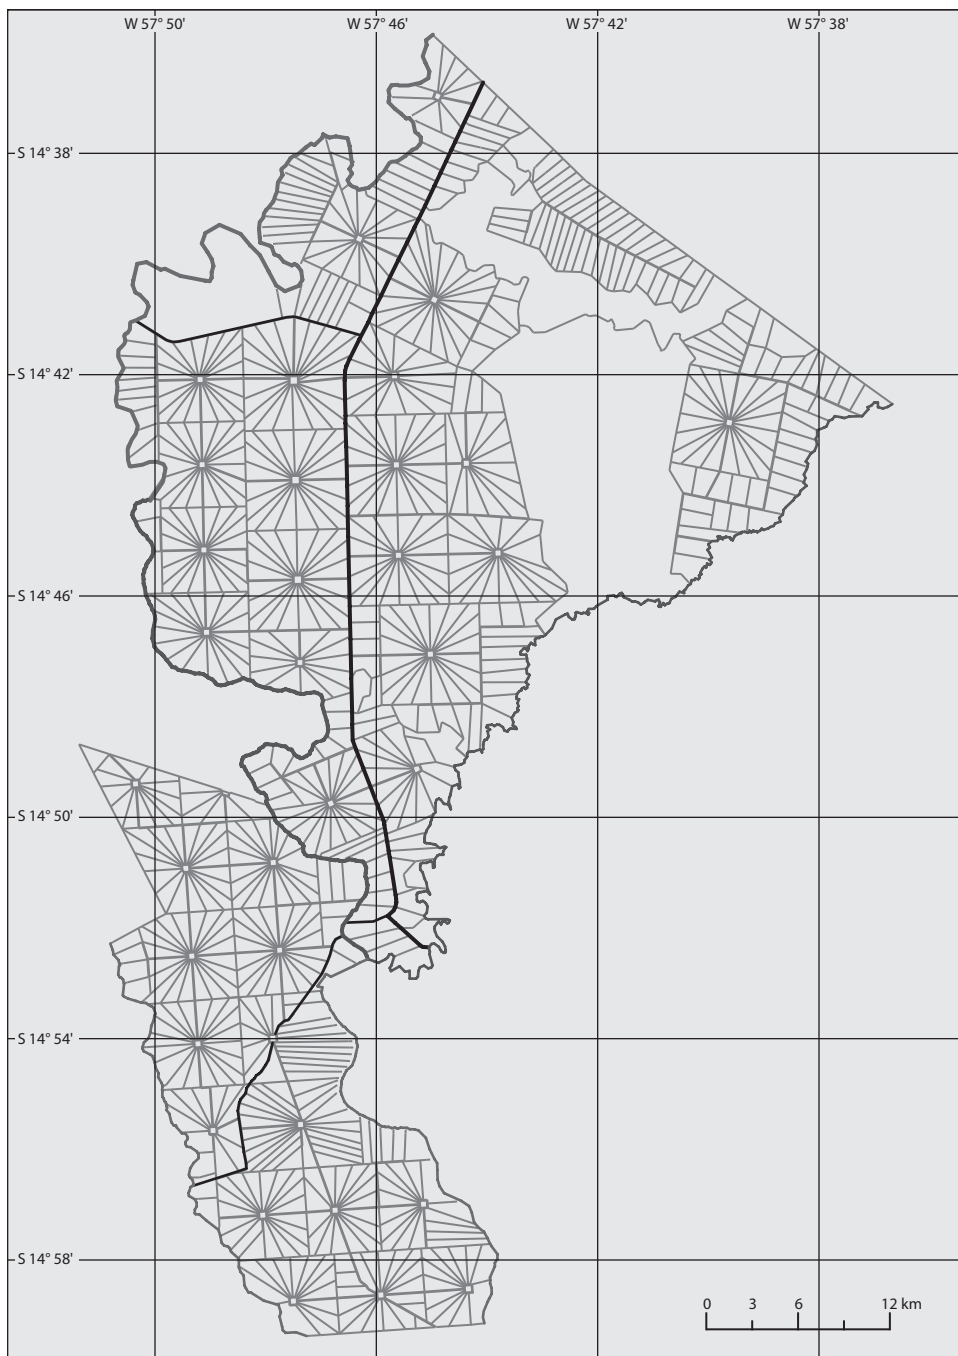 W 57° 50' W 57° 46' W 57° 42' W 57° 38'
S 14° 38'
S 14° 42'
S 14° 46'
S 14° 50'
S 14° 54'
S 14° 58'
0 3 6 12 km